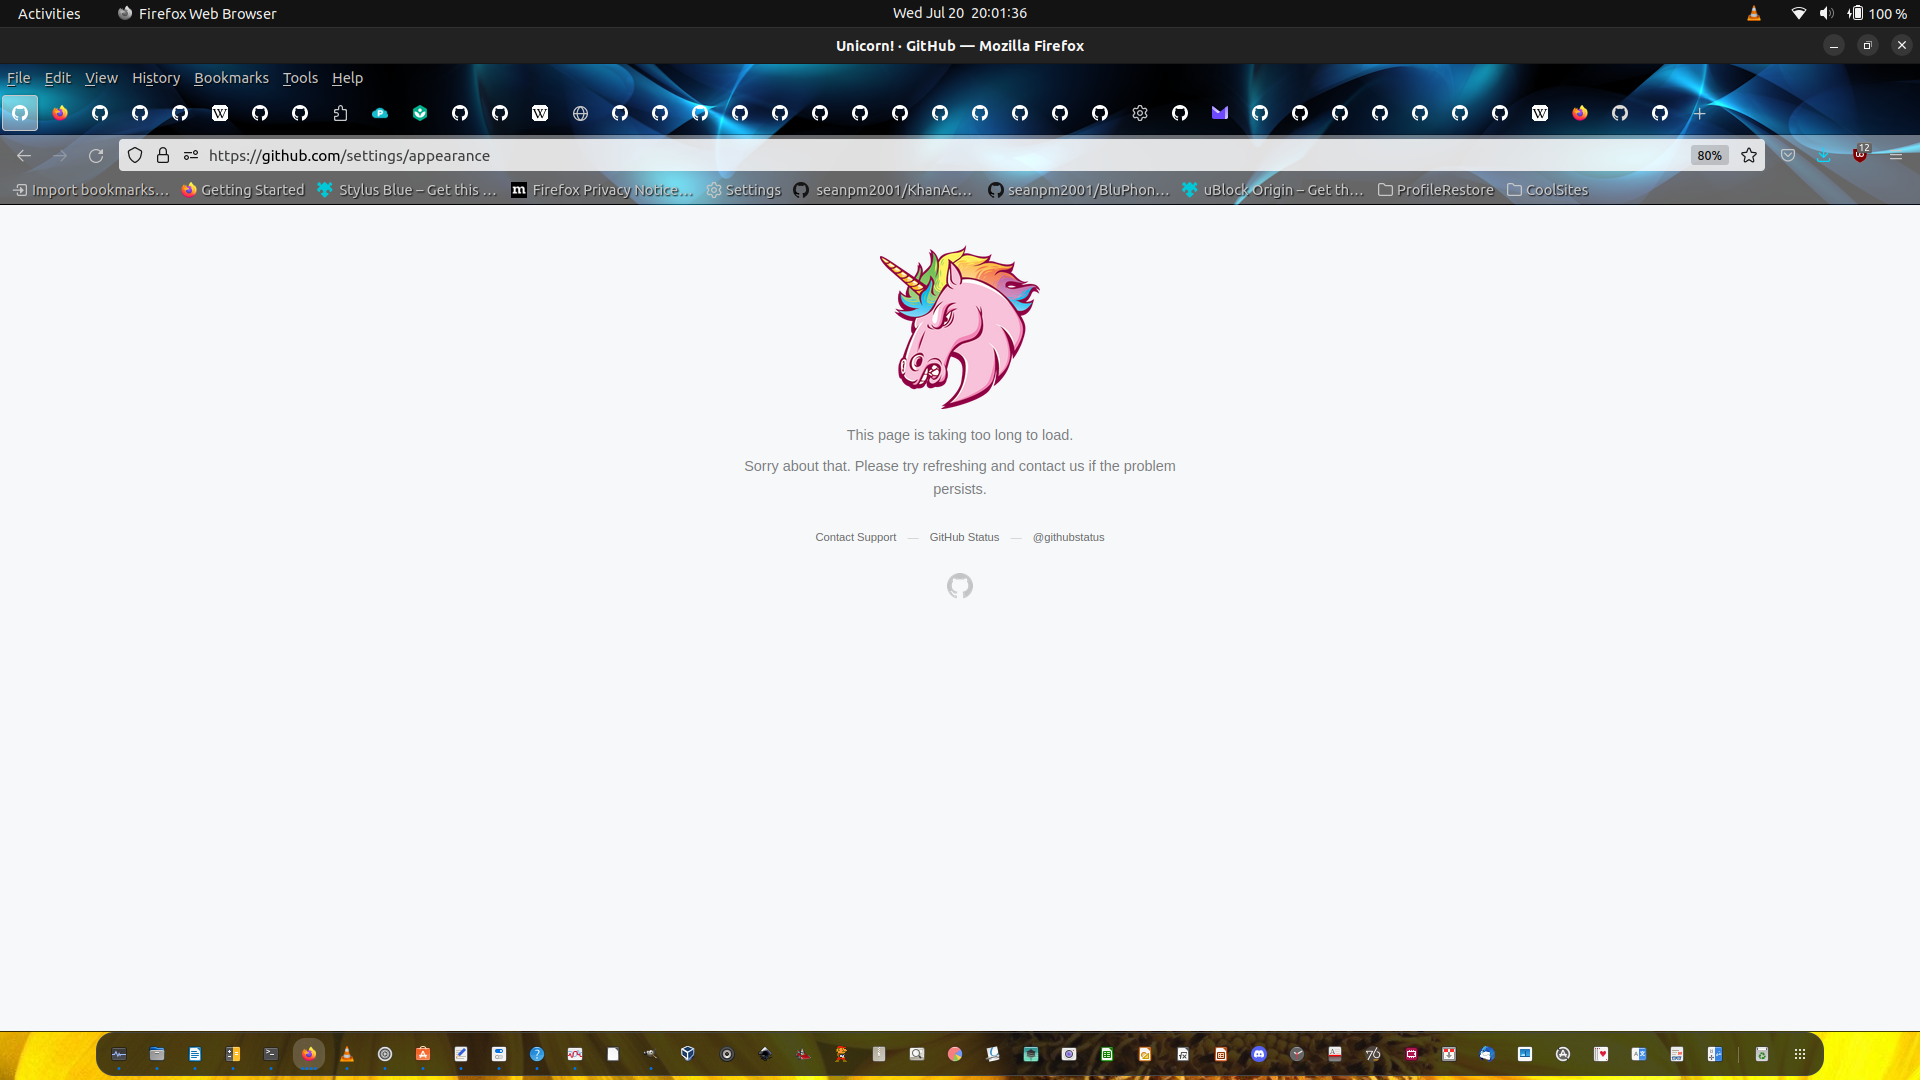 Activities Firefox Web Browser Wed Jul 20 20:01:36 100 %
Unicorn! · GitHub — Mozilla Firefox
File Edit View History Bookmarks Tools Help
https://github.com/settings/appearance 80% 12
Import bookmarks… Getting Started Stylus Blue – Get this … Firefox Privacy Notice… Settings seanpm2001/KhanAc… seanpm2001/BluPhon… uBlock Origin – Get th… ProfileRestore CoolSites
This page is taking too long to load.
Sorry about that. Please try refreshing and contact us if the problem
persists.
Contact Support — GitHub Status — @githubstatus